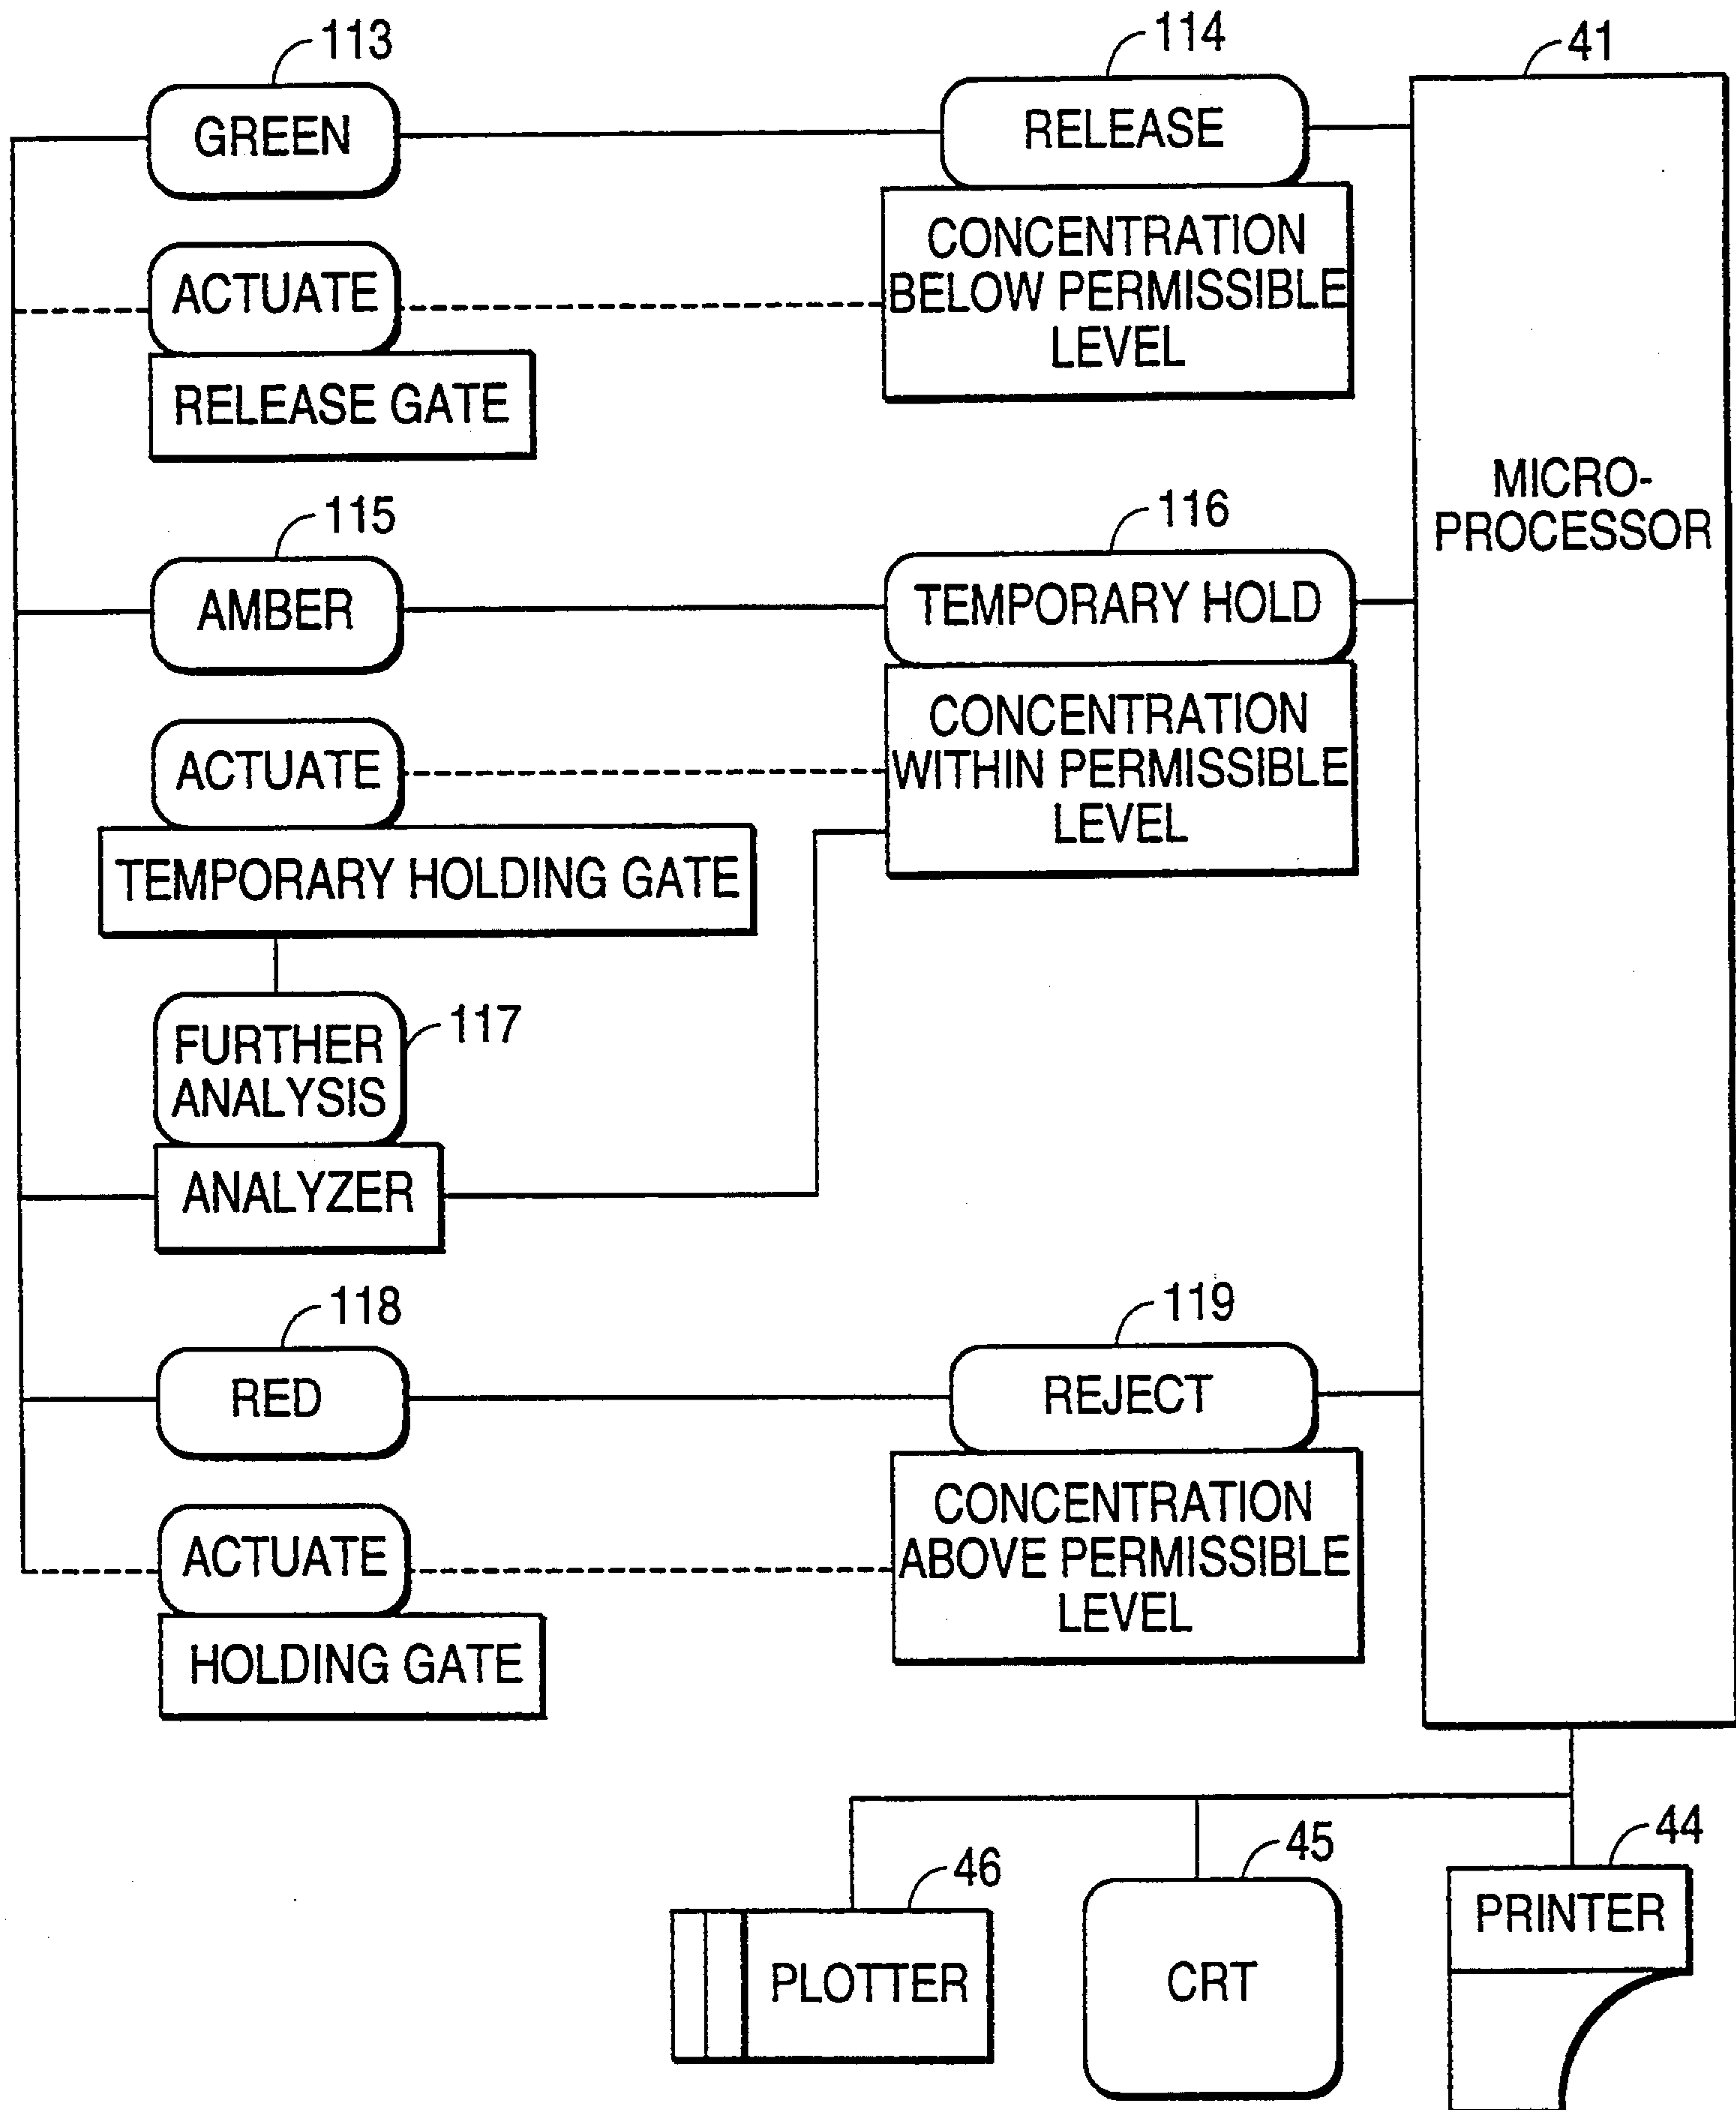 113
114
41
GREEN
RELEASE
CONCENTRATION
BELOW PERMISSIBLE
LEVEL
ACTUATE
RELEASE GATE
MICRO-
PROCESSOR
115
116
AMBER
TEMPORARY HOLD
CONCENTRATION
WITHIN PERMISSIBLE
LEVEL
ACTUATE
TEMPORARY HOLDING GATE
117
FURTHER
ANALYSIS
ANALYZER
118
119
RED
REJECT
CONCENTRATION
ABOVE PERMISSIBLE
LEVEL
ACTUATE
HOLDING GATE
46
45
44
PLOTTER
CRT
PRINTER